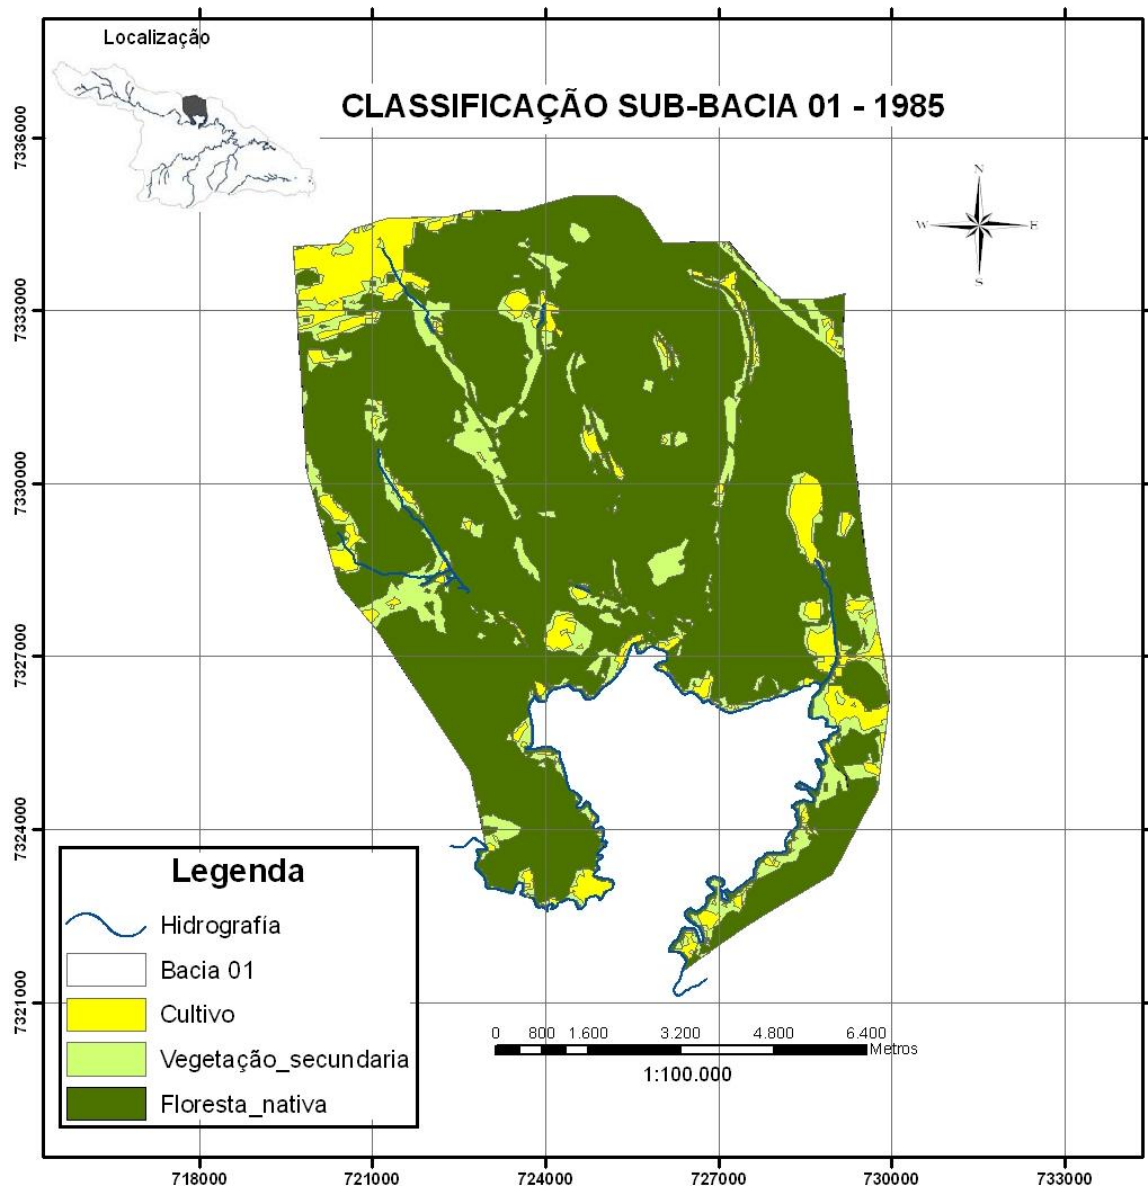 Localização
CLASSIFICAÇÃO SUB-BACIA 01 - 1985
N
W E
S
7336000
7333000
7330000
7327000
7324000
7321000
Legenda
Hidrografía
Bacia 01
Cultivo
Vegetação_secundaria
Floresta_nativa
0 800 1.600 3.200 4.800 6.400
Metros
1:100.000
718000 721000 724000 727000 730000 733000